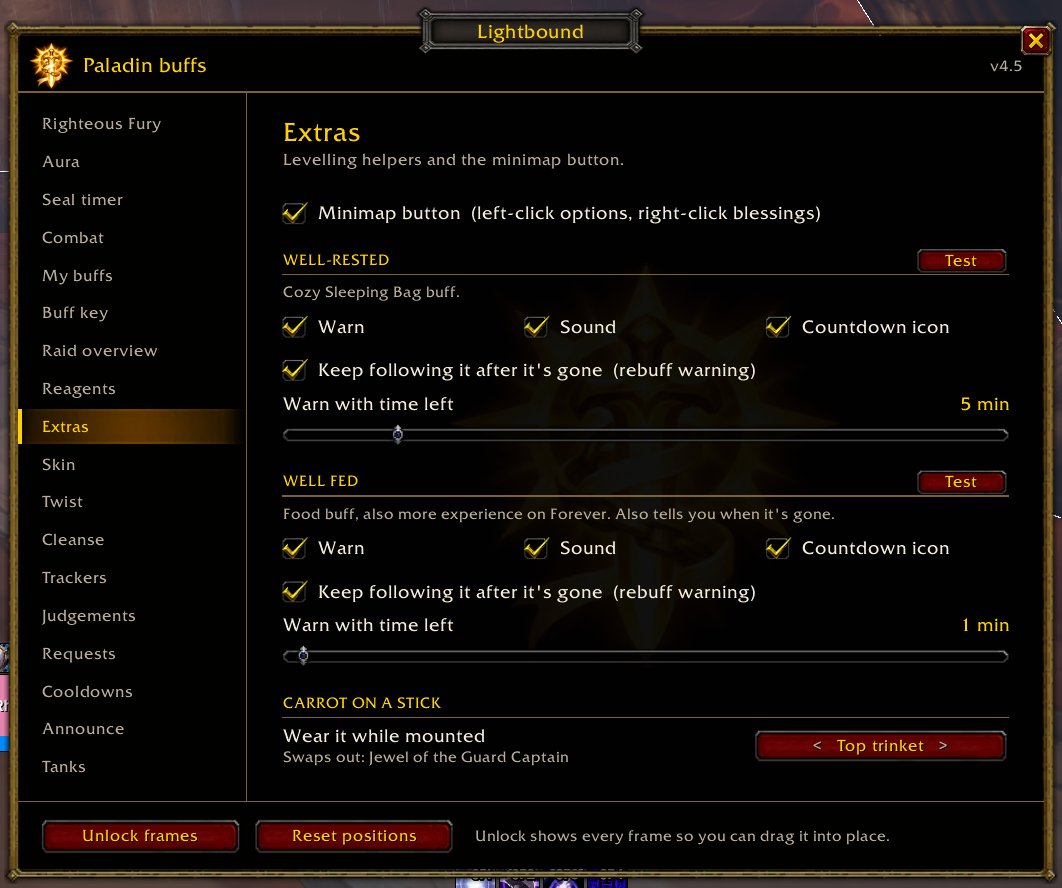 Lightbound
Paladin buffs
v4.5
Righteous Fury
Aura
Seal timer
Combat
My buffs
Buff key
Raid overview
Reagents
Extras
Skin
Twist
Cleanse
Trackers
Judgements
Requests
Cooldowns
Announce
Tanks
Extras
Levelling helpers and the minimap button.
Minimap button (left-click options, right-click blessings)
WELL-RESTED
Test
Cozy Sleeping Bag buff.
Warn
Sound
Countdown icon
Keep following it after it's gone (rebuff warning)
Warn with time left
5 min
WELL FED
Test
Food buff, also more experience on Forever. Also tells you when it's gone.
Warn
Sound
Countdown icon
Keep following it after it's gone (rebuff warning)
Warn with time left
1 min
CARROT ON A STICK
Wear it while mounted
Swaps out: Jewel of the Guard Captain
< Top trinket >
Unlock frames
Reset positions
Unlock shows every frame so you can drag it into place.